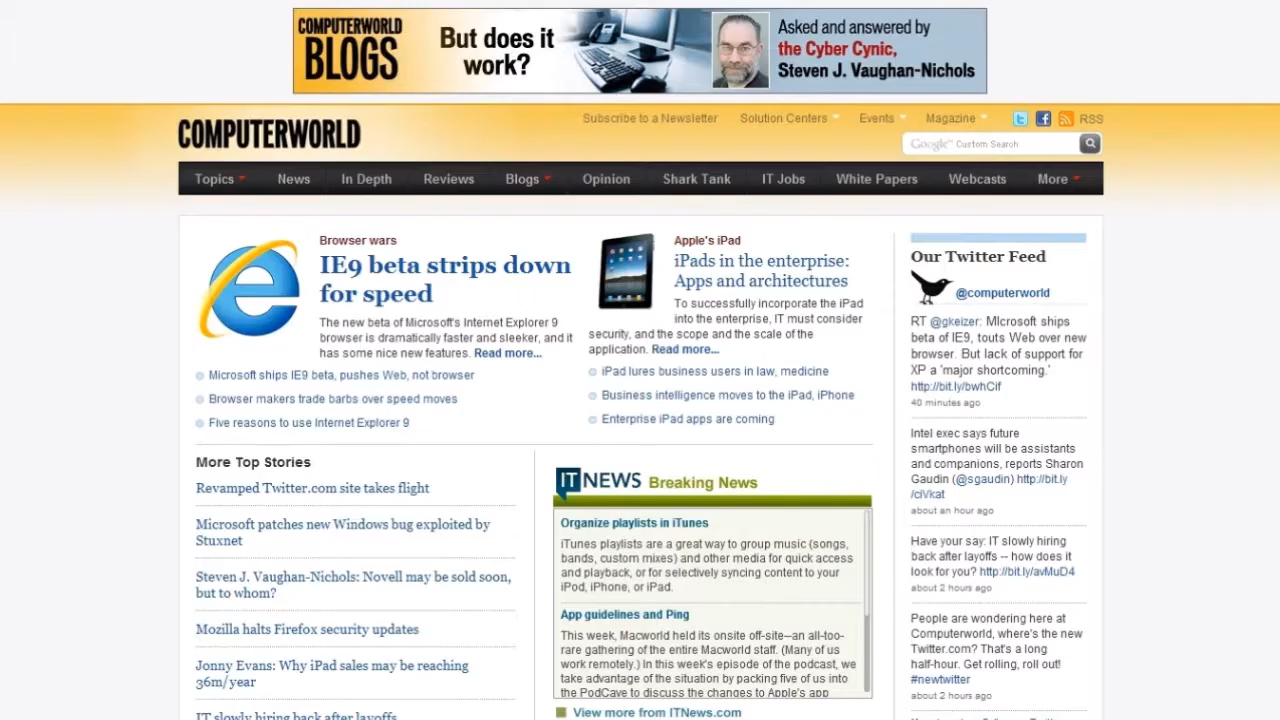 COMPUTERWORLD
BLOGS
But does it
work?
Asked and answered by
the Cyber Cynic,
Steven J. Vaughan-Nichols
Subscribe to a Newsletter
Solution Centers
Events
Magazine
RSS
COMPUTERWORLD
Google™ Custom Search
Topics
News
In Depth
Reviews
Blogs
Opinion
Shark Tank
IT Jobs
White Papers
Webcasts
More
Browser wars
IE9 beta strips down
for speed
The new beta of Microsoft's Internet Explorer 9
browser is dramatically faster and sleeker, and it
has some nice new features. Read more...
Microsoft ships IE9 beta, pushes Web, not browser
Browser makers trade barbs over speed moves
Five reasons to use Internet Explorer 9
Apple's iPad
iPads in the enterprise:
Apps and architectures
To successfully incorporate the iPad
into the enterprise, IT must consider
security, and the scope and the scale of the
application. Read more...
iPad lures business users in law, medicine
Business intelligence moves to the iPad, iPhone
Enterprise iPad apps are coming
More Top Stories
Revamped Twitter.com site takes flight
Microsoft patches new Windows bug exploited by
Stuxnet
Steven J. Vaughan-Nichols: Novell may be sold soon,
but to whom?
Mozilla halts Firefox security updates
Jonny Evans: Why iPad sales may be reaching
36m/year
IT slowly hiring back after layoffs
IT NEWS Breaking News
Organize playlists in iTunes
iTunes playlists are a great way to group music (songs,
bands, custom mixes) and other media for quick access
and playback, or for selectively syncing content to your
iPod, iPhone, or iPad.
App guidelines and Ping
This week, Macworld held its onsite off-site—an all-too-
rare gathering of the entire Macworld staff. (Many of us
work remotely.) In this week's episode of the podcast, we
take advantage of the situation by packing five of us into
the PodCave to discuss the changes to Apple's app
View more from ITNews.com
Our Twitter Feed
@computerworld
RT @gkeizer: MIcrosoft ships
beta of IE9, touts Web over new
browser. But lack of support for
XP a 'major shortcoming.'
http://bit.ly/bwhCif
40 minutes ago
Intel exec says future
smartphones will be assistants
and companions, reports Sharon
Gaudin (@sgaudin) http://bit.ly
/ciVkat
about an hour ago
Have your say: IT slowly hiring
back after layoffs -- how does it
look for you? http://bit.ly/avMuD4
about 2 hours ago
People are wondering here at
Computerworld, where's the new
Twitter.com? That's a long
half-hour. Get rolling, roll out!
#newtwitter
about 2 hours ago